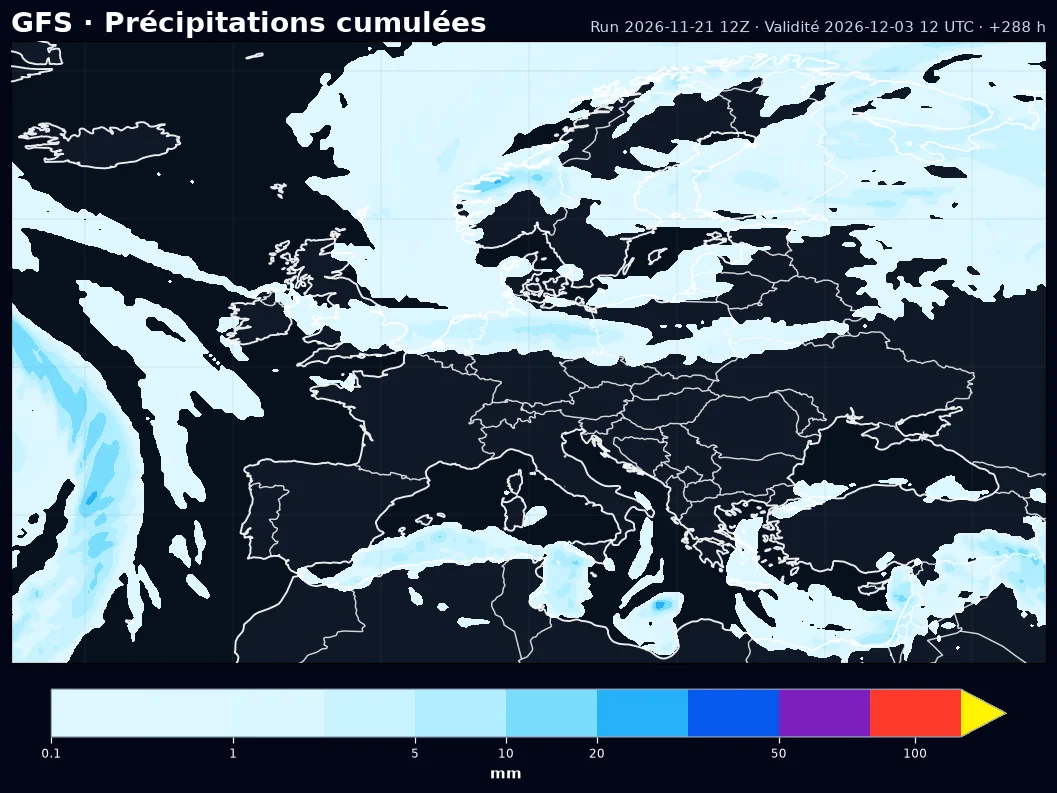 GFS · Précipitations cumulées
Run 2026-11-21 12Z · Validité 2026-12-03 12 UTC · +288 h
0.1 1 5 10 20 50 100
mm